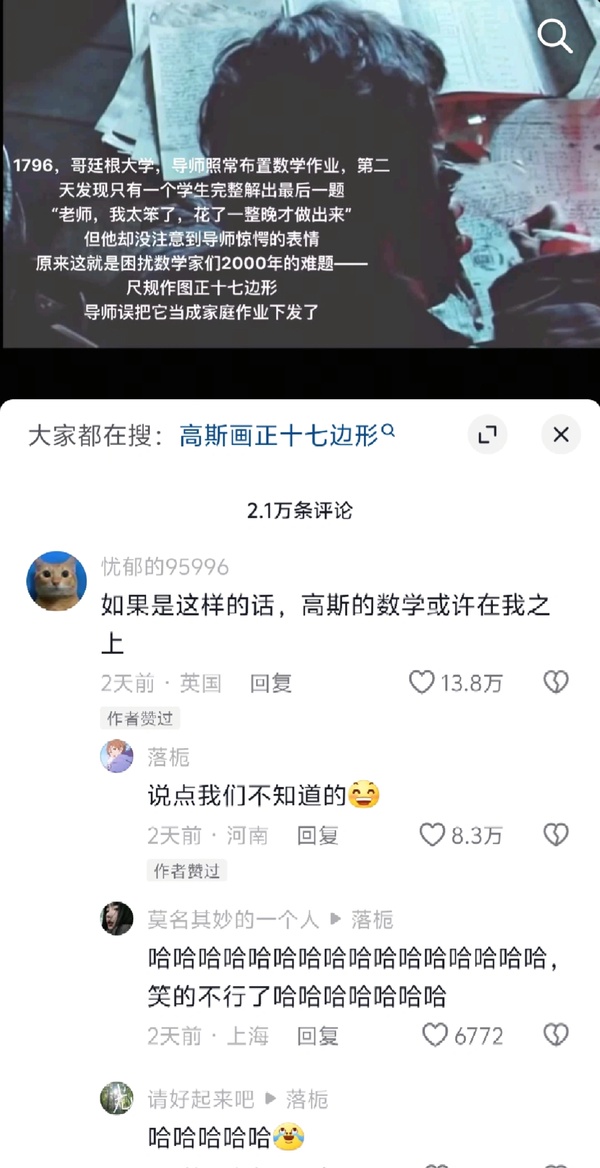 1796，哥廷根大学，导师照常布置数学作业，第二
天发现只有一个学生完整解出最后一题
“老师，我太笨了，花了一整晚才做出来”
但他却没注意到导师惊愕的表情
原来这就是困扰数学家们2000年的难题——
尺规作图正十七边形
导师误把它当成家庭作业下发了
大家都在搜：高斯画正十七边形
2.1万条评论
忧郁的95996
如果是这样的话，高斯的数学或许在我之
上
2天前 · 英国 回复 13.8万
作者赞过
落栀
说点我们不知道的
2天前 · 河南 回复 8.3万
作者赞过
莫名其妙的一个人 ▶ 落栀
哈哈哈哈哈哈哈哈哈哈哈哈哈哈哈哈，
笑的不行了哈哈哈哈哈哈哈
2天前 · 上海 回复 6772
请好起来吧 ▶ 落栀
哈哈哈哈哈